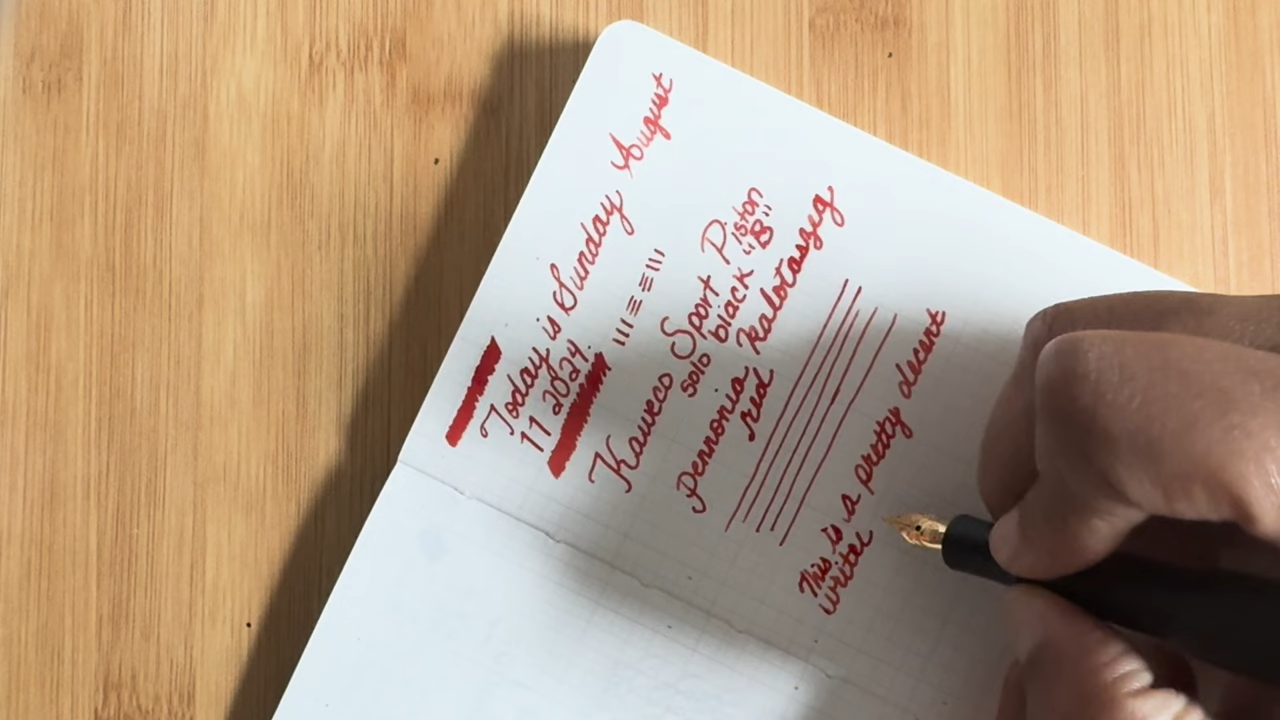 Today is Sunday August
11 2024.
Kaweco Sport Piston
solo black "B"
Pennonia Kalotaszeg
red
This is a pretty decent
writer